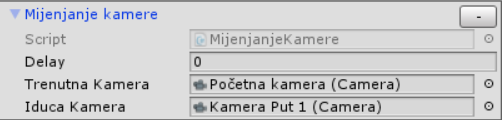 Mijenjanje kamere -
Script MijenjanjeKamere
Delay 0
Trenutna Kamera Početna kamera (Camera)
Iduca Kamera Kamera Put 1 (Camera)